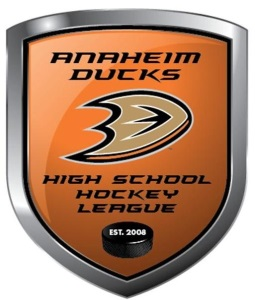 ANAHEIM
DUCKS
HIGH SCHOOL
HOCKEY
LEAGUE
EST. 2008